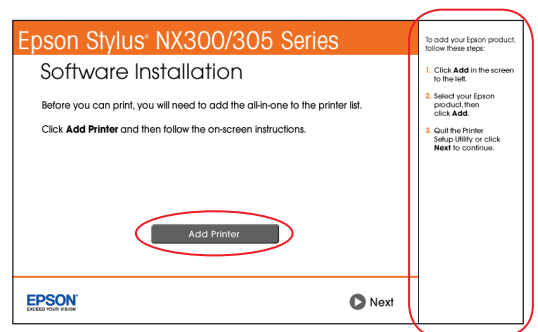 Epson Stylus® NX300/305 Series
Software Installation
Before you can print, you will need to add the all-in-one to the printer list.
Click Add Printer and then follow the on-screen instructions.
Add Printer
EPSON®
EXCEED YOUR VISION
Next
To add your Epson product,
follow these steps:
1. Click Add in the screen
to the left.
2. Select your Epson
product,then
click Add.
3. Quit the Printer
Setup Utility or click
Next to continue.